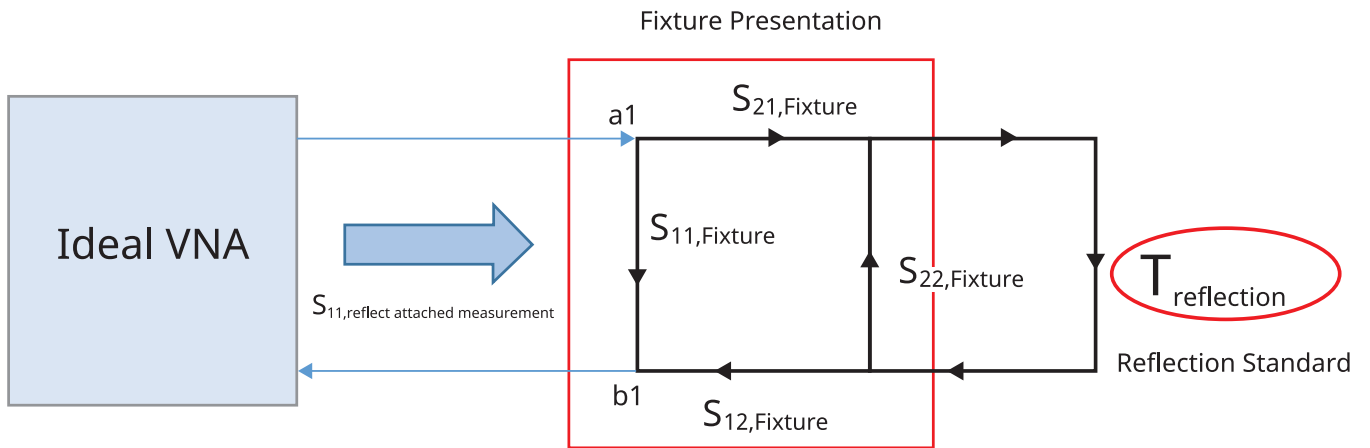 Fixture Presentation
a1
S21,Fixture
Ideal VNA
S11,Fixture
S22,Fixture
Treflection
S11,reflect attached measurement
Reflection Standard
b1
S12,Fixture